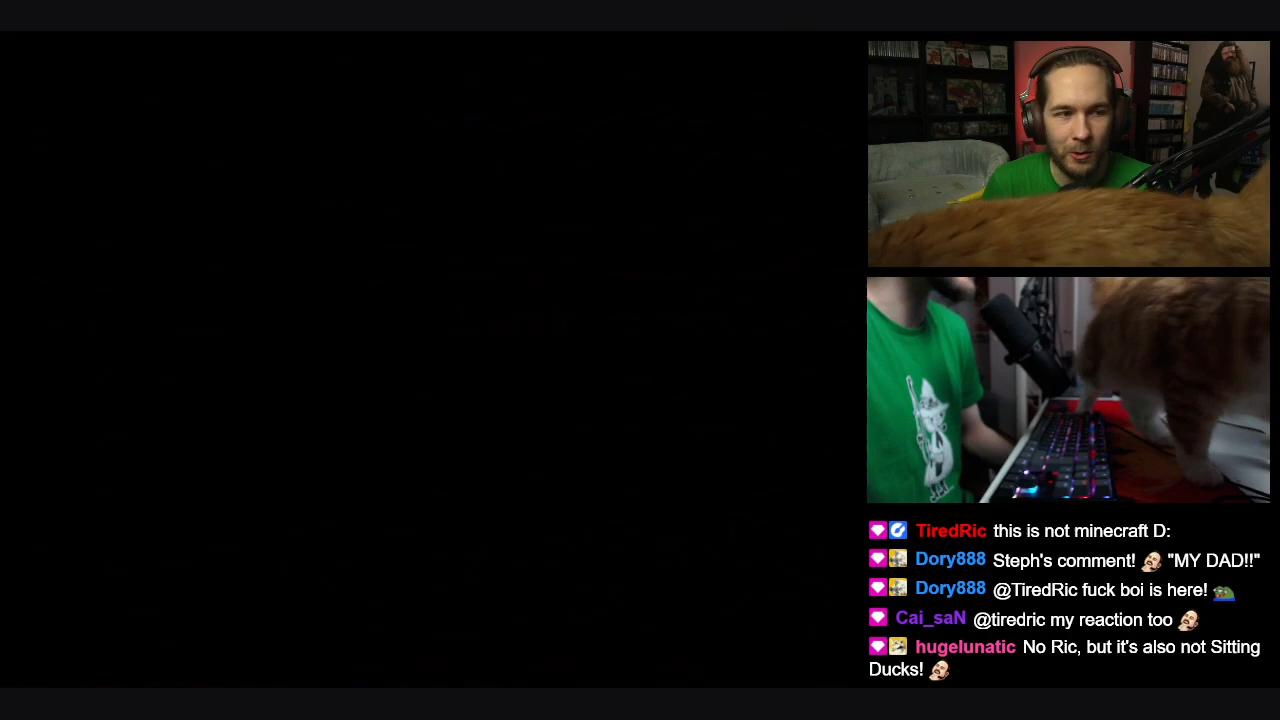 TiredRic this is not minecraft D:
Dory888 Steph's comment! "MY DAD!!"
Dory888 @TiredRic fuck boi is here!
Cai_saN @tiredric my reaction too
hugelunatic No Ric, but it's also not Sitting
Ducks!